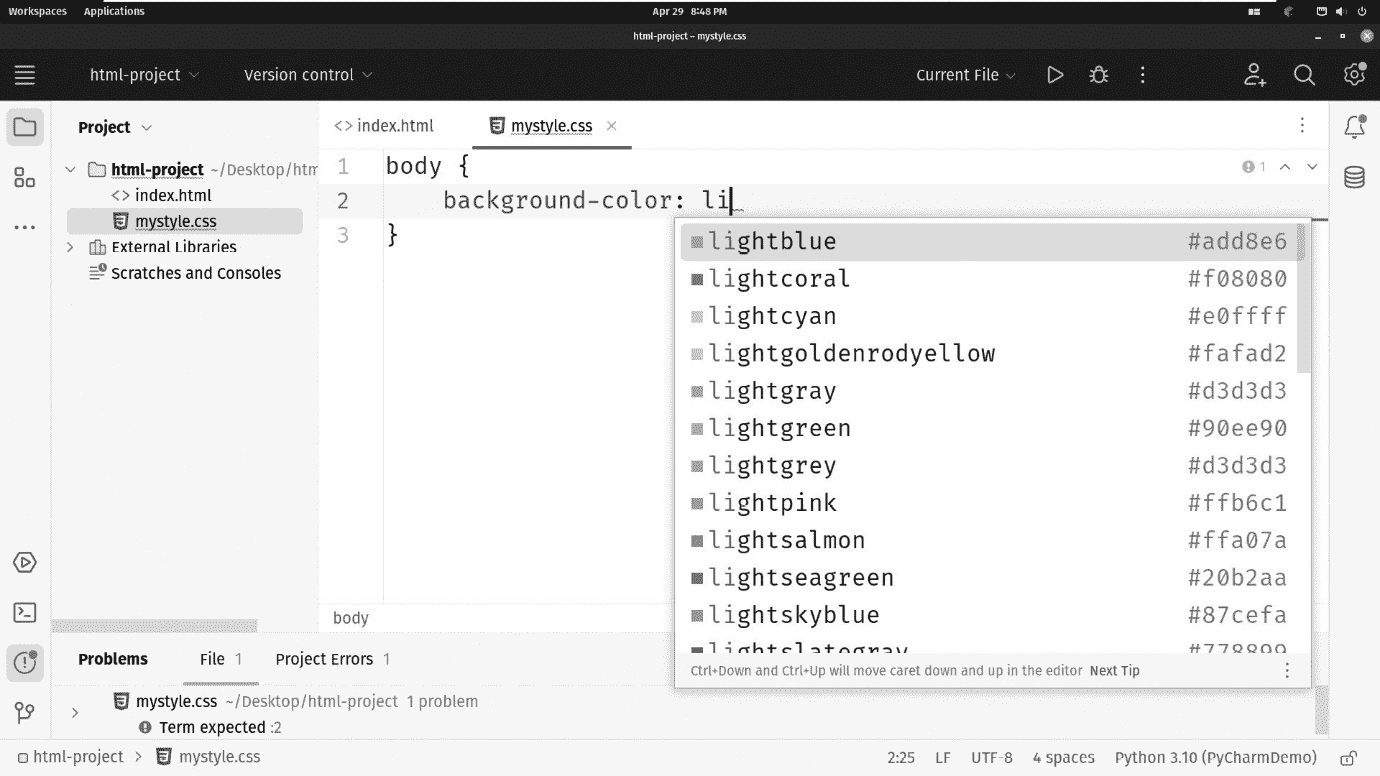 Workspaces Applications Apr 29 8:48 PM
html-project – mystyle.css
html-project Version control Current File
Project
index.html mystyle.css
html-project ~/Desktop/htm
index.html
mystyle.css
External Libraries
Scratches and Consoles
1 body {
2 background-color: li
3 }
1
lightblue #add8e6
lightcoral #f08080
lightcyan #e0ffff
lightgoldenrodyellow #fafad2
lightgray #d3d3d3
lightgreen #90ee90
lightgrey #d3d3d3
lightpink #ffb6c1
lightsalmon #ffa07a
lightseagreen #20b2aa
lightskyblue #87cefa
lightslategray #778899
Ctrl+Down and Ctrl+Up will move caret down and up in the editor Next Tip
body
Problems File 1 Project Errors 1
mystyle.css ~/Desktop/html-project 1 problem
Term expected :2
html-project > mystyle.css 2:25 LF UTF-8 4 spaces Python 3.10 (PyCharmDemo)